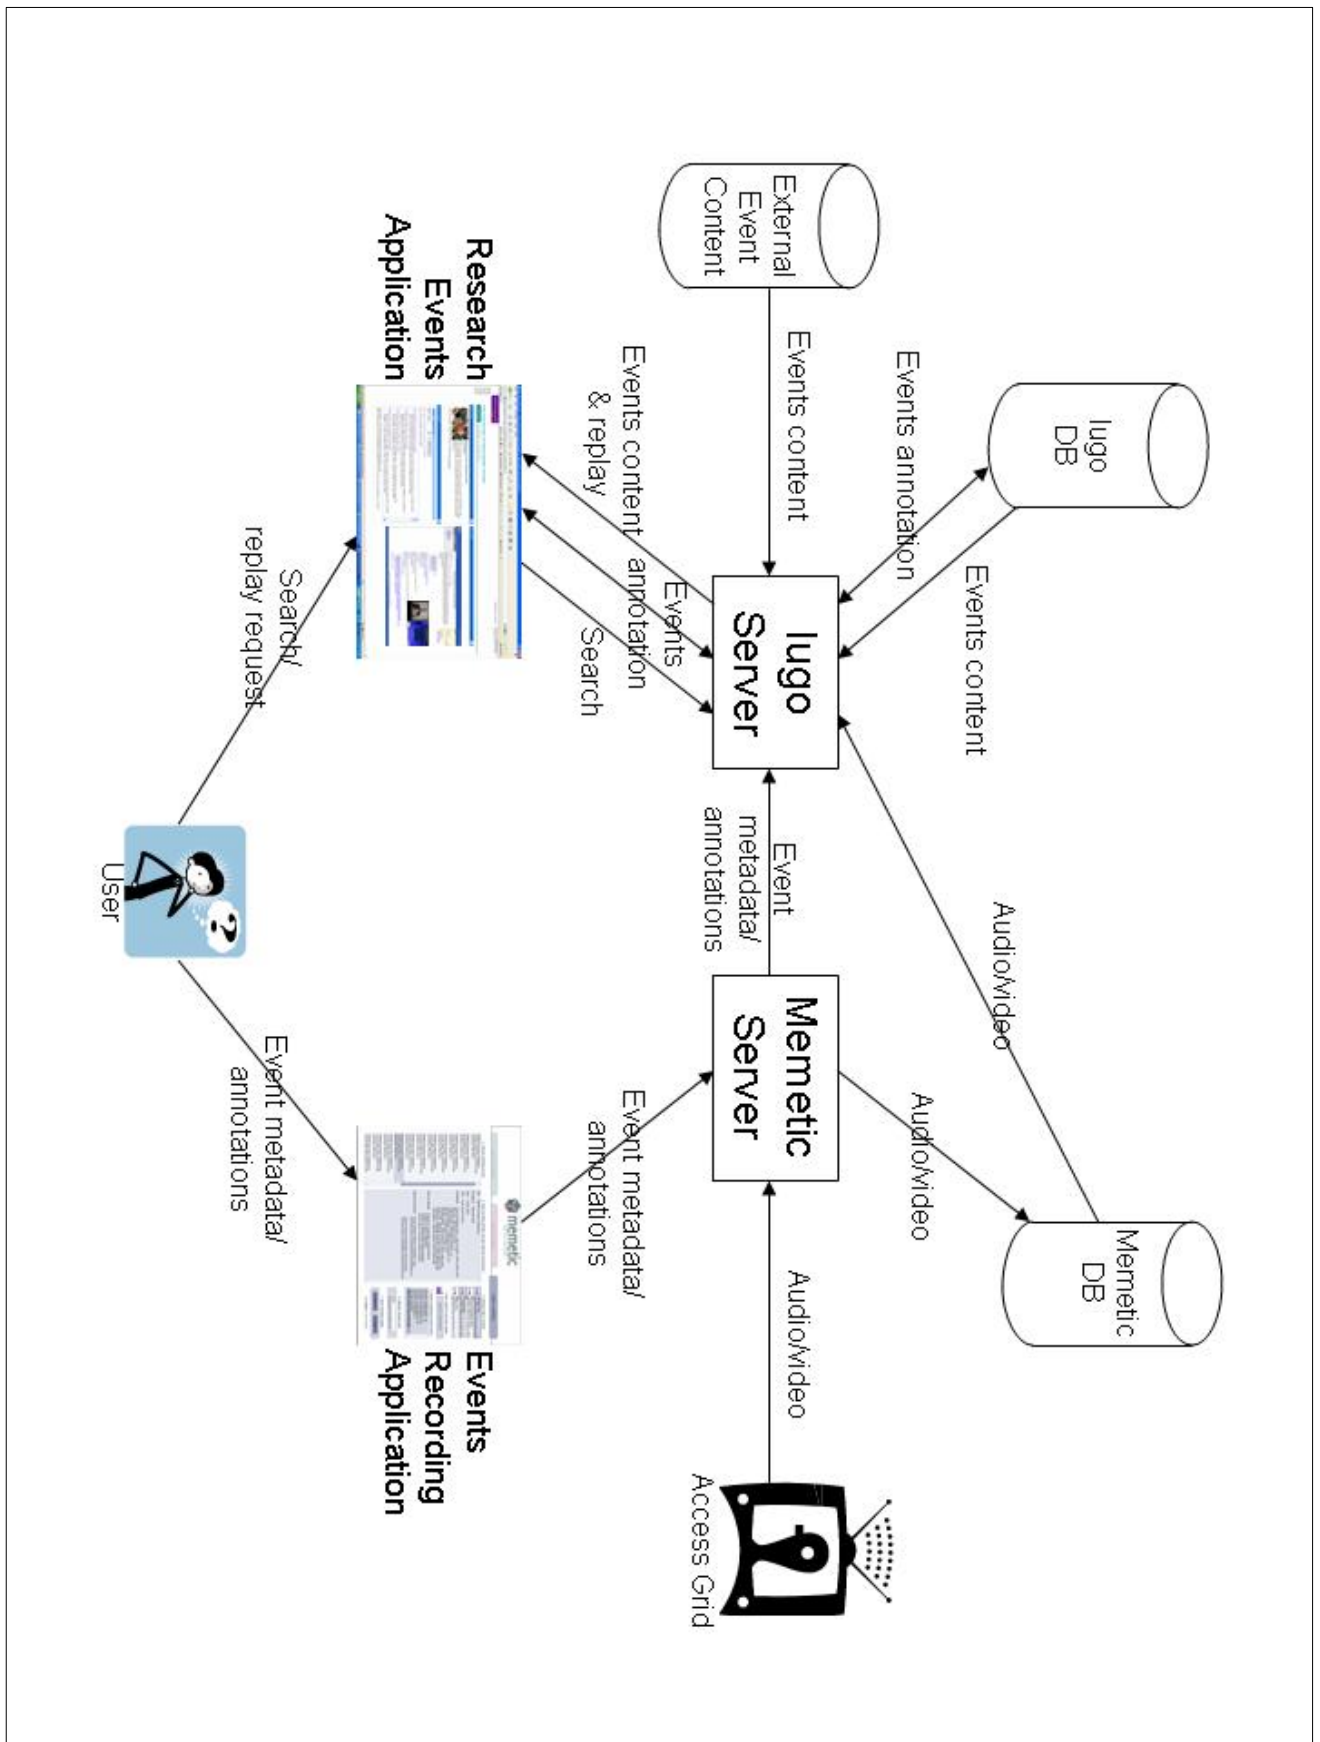 Iugo
DB
Memetic
DB
Events content
Audio/video
Events annotation
Audio/video
External
Event
Content
Events content
Iugo
Server
Event
metadata/
annotations
Memetic
Server
Audio/video
Access Grid
Events content
& replay
Events
annotation
Search
Event metadata/
annotations
Research
Events
Application
memetic
Events
Recording
Application
Search/
replay request
Event metadata/
annotations
User